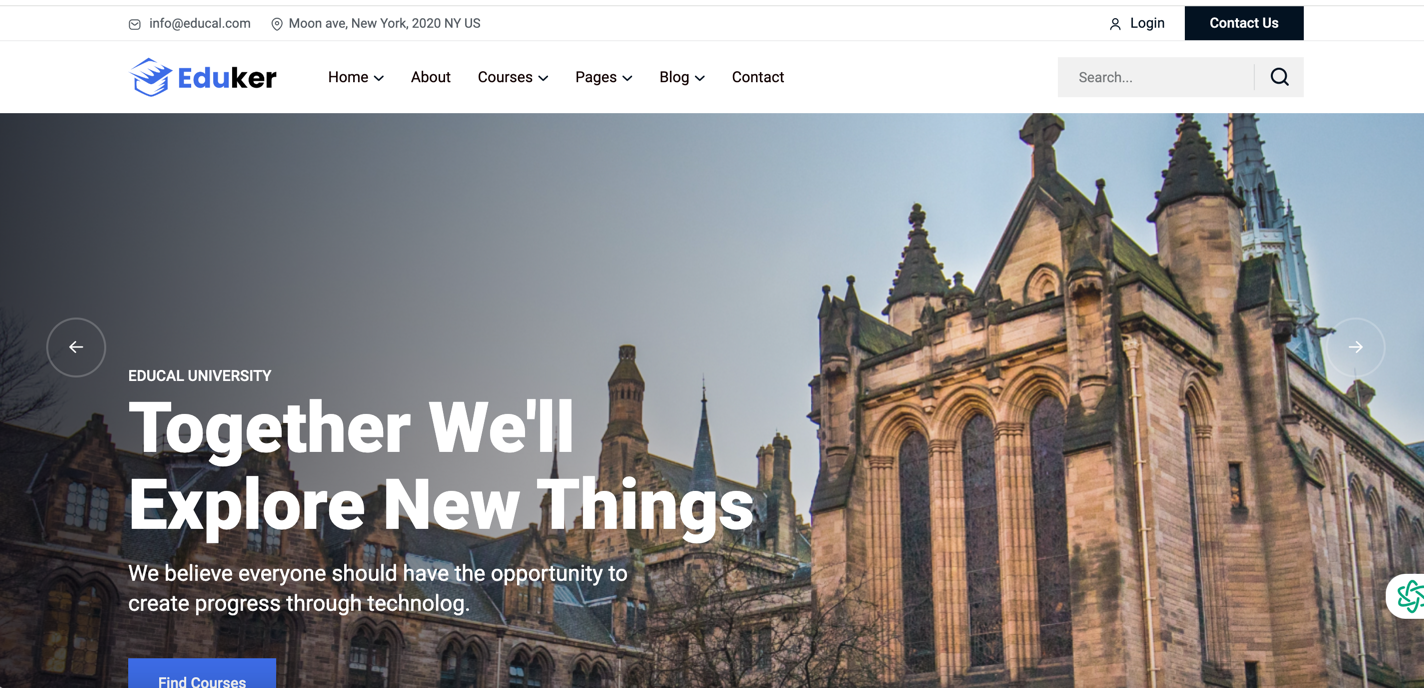 info@educal.com
Moon ave, New York, 2020 NY US
Login
Contact Us
Eduker
Home
About
Courses
Pages
Blog
Contact
Search...
EDUCAL UNIVERSITY
Together We'll
Explore New Things
We believe everyone should have the opportunity to
create progress through technolog.
Find Courses